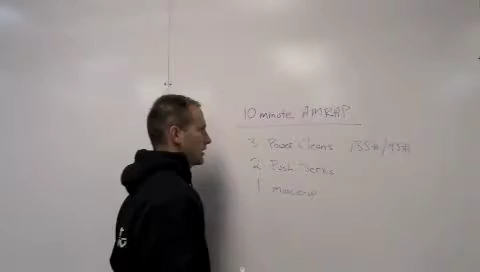 10 minute AMRAP
3 Power Cleans 135#/95#
2 Push Jerks
1 muscle-up